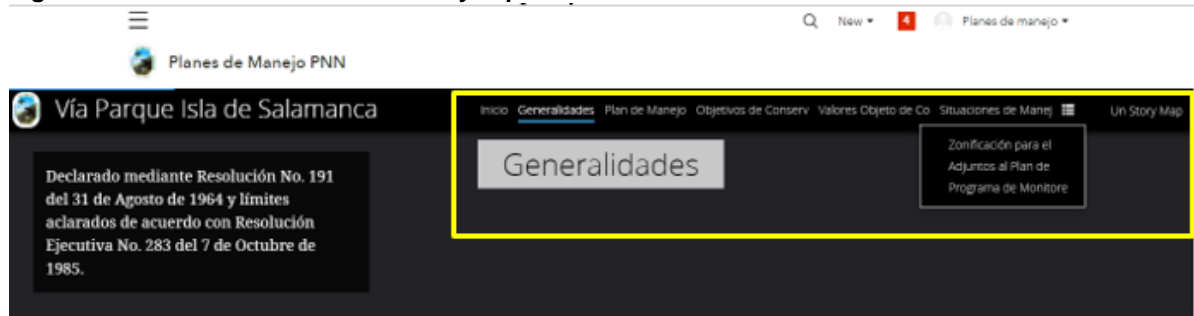 New
4
Planes de manejo
Planes de Manejo PNN
Vía Parque Isla de Salamanca
Inicio Generalidades Plan de Manejo Objetivos de Conserv Valores Objeto de Co Situaciones de Manej Un Story Map
Generalidades
Zonificación para el
Adjuntos al Plan de
Programa de Monitore
Declarado mediante Resolución No. 191
del 31 de Agosto de 1964 y límites
aclarados de acuerdo con Resolución
Ejecutiva No. 283 del 7 de Octubre de
1985.